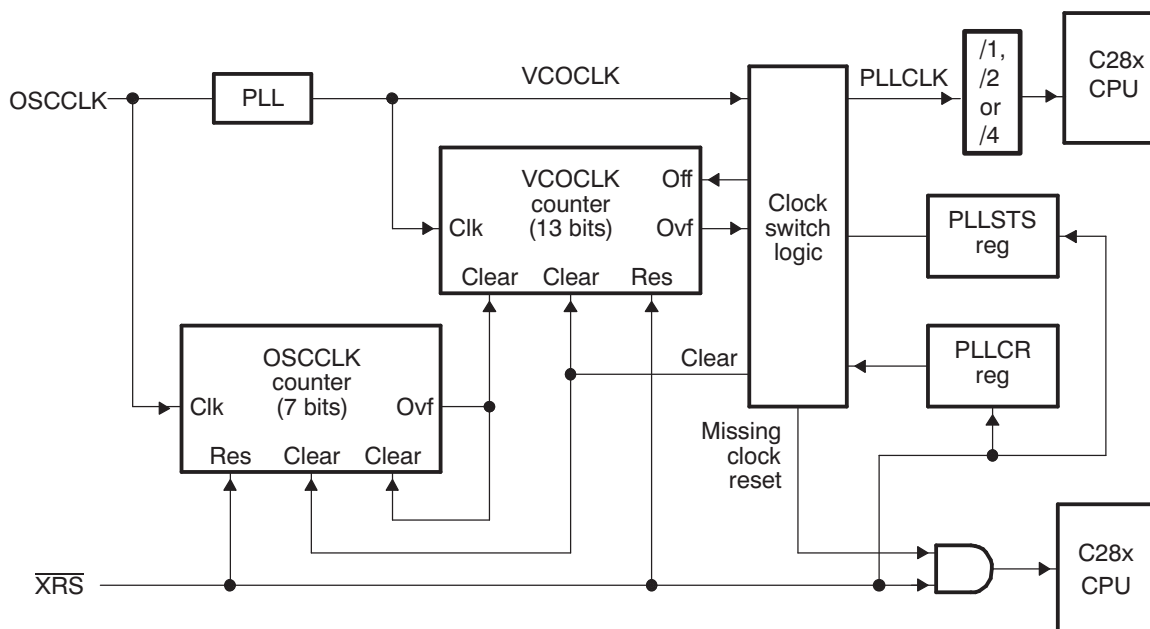 OSCCLK
PLL
VCOCLK
PLLCLK
/1,
/2
or
/4
C28x
CPU
VCOCLK
counter
(13 bits)
Off
Clk
Ovf
Clear
Clear
Res
Clock
switch
logic
PLLSTS
reg
OSCCLK
counter
(7 bits)
Clk
Ovf
Res
Clear
Clear
Clear
PLLCR
reg
Missing
clock
reset
XRS
C28x
CPU